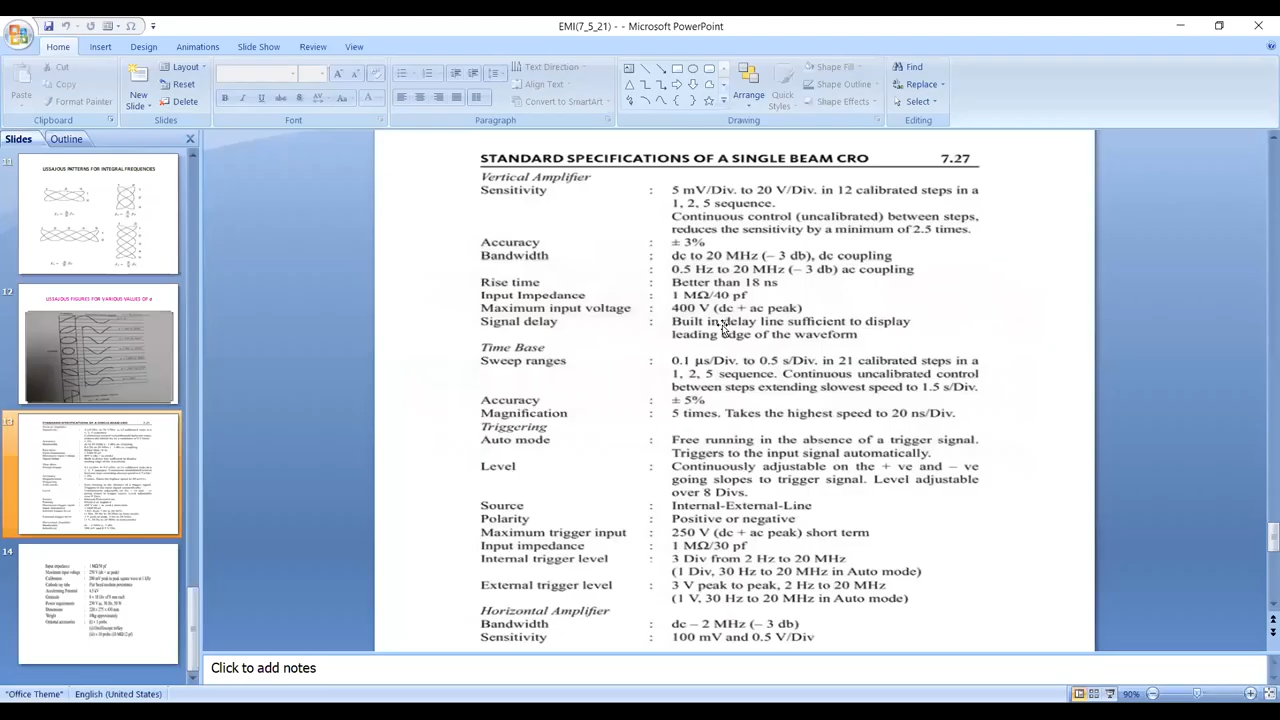 EMI(7_5_21) - - Microsoft PowerPoint
Home Insert Design Animations Slide Show Review View
Paste
Cut
Copy
Format Painter
Clipboard
New
Slide
Layout
Reset
Delete
Slides
Font
Text Direction
Align Text
Convert to SmartArt
Paragraph
Arrange
Quick
Styles
Shape Fill
Shape Outline
Shape Effects
Drawing
Find
Replace
Select
Editing
Slides Outline
11
LISSAJOUS PATTERNS FOR INTEGRAL FREQUENCIES
12
LISSAJOUS FIGURES FOR VARIOUS VALUES OF
13
14
STANDARD SPECIFICATIONS OF A SINGLE BEAM CRO 7.27
Vertical Amplifier
Sensitivity : 5 mV/Div. to 20 V/Div. in 12 calibrated steps in a
1, 2, 5 sequence.
Continuous control (uncalibrated) between steps,
reduces the sensitivity by a minimum of 2.5 times.
Accuracy : ± 3%
Bandwidth : dc to 20 MHz (– 3 db), dc coupling
: 0.5 Hz to 20 MHz (– 3 db) ac coupling
Rise time : Better than 18 ns
Input Impedance : 1 MΩ/40 pf
Maximum input voltage : 400 V (dc + ac peak)
Signal delay : Built in delay line sufficient to display
leading edge of the waveform
Time Base
Sweep ranges : 0.1 μs/Div. to 0.5 s/Div. in 21 calibrated steps in a
1, 2, 5 sequence. Continuous uncalibrated control
between steps extending slowest speed to 1.5 s/Div.
Accuracy : ± 5%
Magnification : 5 times. Takes the highest speed to 20 ns/Div.
Triggering
Auto mode : Free running in the absence of a trigger signal.
Triggers to the input signal automatically.
Level : Continuously adjustable on the + ve and – ve
going slopes to trigger signal. Level adjustable
over 8 Divs.
Source : Internal-External-Line
Polarity : Positive or negative
Maximum trigger input : 250 V (dc + ac peak) short term
Input impedance : 1 MΩ/30 pf
Internal trigger level : 3 Div from 2 Hz to 20 MHz
(1 Div, 30 Hz to 20 MHz in Auto mode)
External trigger level : 3 V peak to peak, 2 Hz to 20 MHz
(1 V, 30 Hz to 20 MHz in Auto mode)
Horizontal Amplifier
Bandwidth : dc – 2 MHz (– 3 db)
Sensitivity : 100 mV and 0.5 V/Div
Click to add notes
"Office Theme" English (United States) 90%